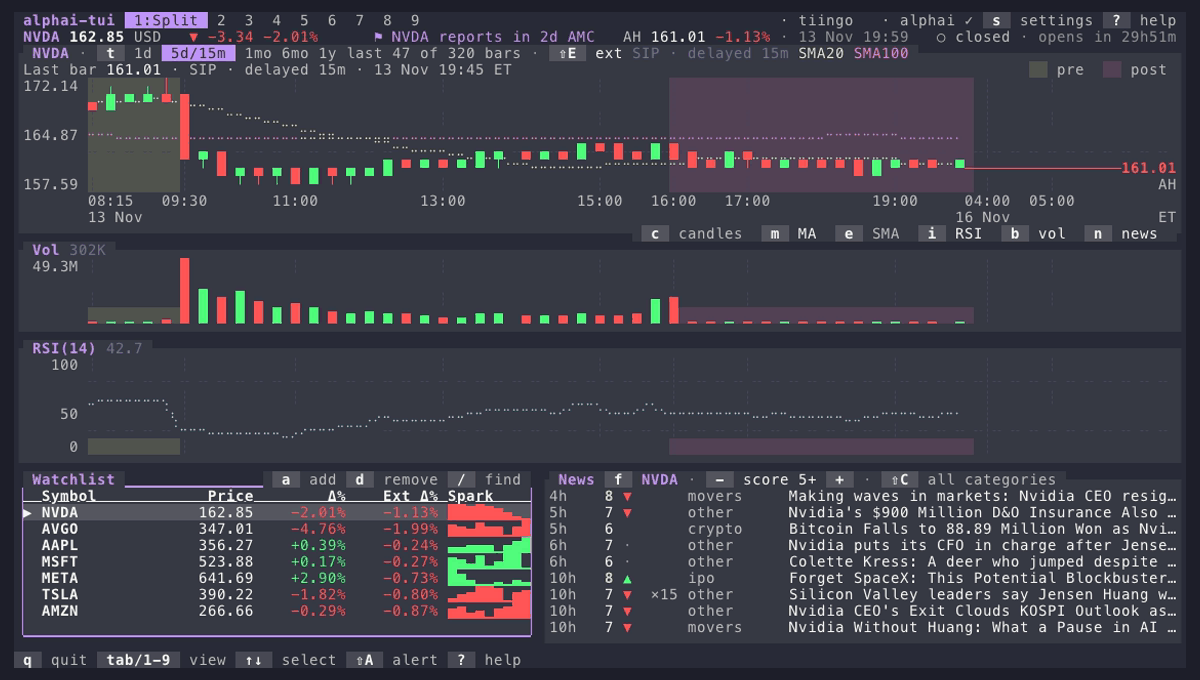 alphai-tui 1:Split 2 3 4 5 6 7 8 9 · tiingo · alphai ✓ s settings ? help
NVDA 162.85 USD ▼ −3.34 −2.01% ⚑ NVDA reports in 2d AMC AH 161.01 −1.13% · 13 Nov 19:59 ○ closed · opens in 29h51m
NVDA · t 1d 5d/15m 1mo 6mo 1y last 47 of 320 bars · ⇧E ext SIP · delayed 15m SMA20 SMA100
Last bar 161.01 · SIP · delayed 15m · 13 Nov 19:45 ET pre post
172.14
164.87
161.01
AH
157.59
08:15 09:30 11:00 13:00 15:00 16:00 17:00 19:00 04:00 05:00
13 Nov 16 Nov ET
c candles m MA e SMA i RSI b vol n news
Vol 302K
49.3M
RSI(14) 42.7
100
50
0
Watchlist a add d remove / find
Symbol Price Δ% Ext Δ% Spark
▶ NVDA 162.85 −2.01% −1.13%
AVGO 347.01 −4.76% −1.99%
AAPL 356.27 +0.39% −0.24%
MSFT 523.88 +0.17% −0.27%
META 641.69 +2.90% −0.73%
TSLA 390.22 −1.82% −0.80%
AMZN 266.66 −0.29% −0.87%
News f NVDA · − score 5+ + · ⇧C all categories
4h 8 ▼ movers Making waves in markets: Nvidia CEO resig…
5h 7 ▼ other Nvidia's $900 Million D&O Insurance Also …
5h 6 crypto Bitcoin Falls to 88.89 Million Won as Nvi…
6h 7 · other Nvidia puts its CFO in charge after Jense…
6h 6 · other Colette Kress: A deer who jumped despite …
10h 8 ▲ ipo Forget SpaceX: This Potential Blockbuster…
10h 7 ▼ ×15 other Silicon Valley leaders say Jensen Huang w…
10h 7 ▼ other Nvidia CEO's Exit Clouds KOSPI Outlook as…
10h 7 ▼ movers Nvidia Without Huang: What a Pause in AI …
q quit tab/1-9 view ↑↓ select ⇧A alert ? help